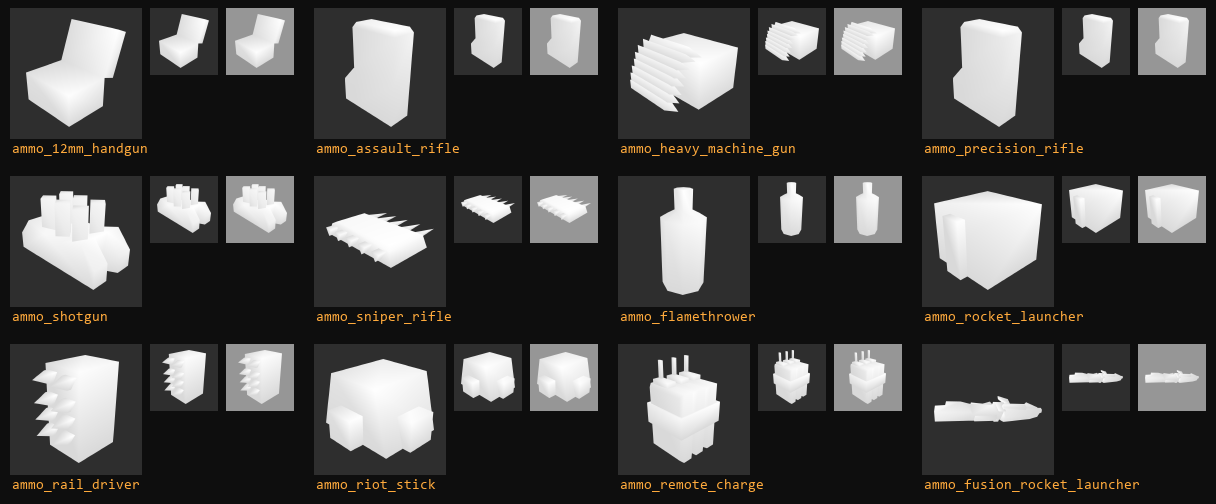 ammo_12mm_handgun
ammo_assault_rifle
ammo_heavy_machine_gun
ammo_precision_rifle
ammo_shotgun
ammo_sniper_rifle
ammo_flamethrower
ammo_rocket_launcher
ammo_rail_driver
ammo_riot_stick
ammo_remote_charge
ammo_fusion_rocket_launcher